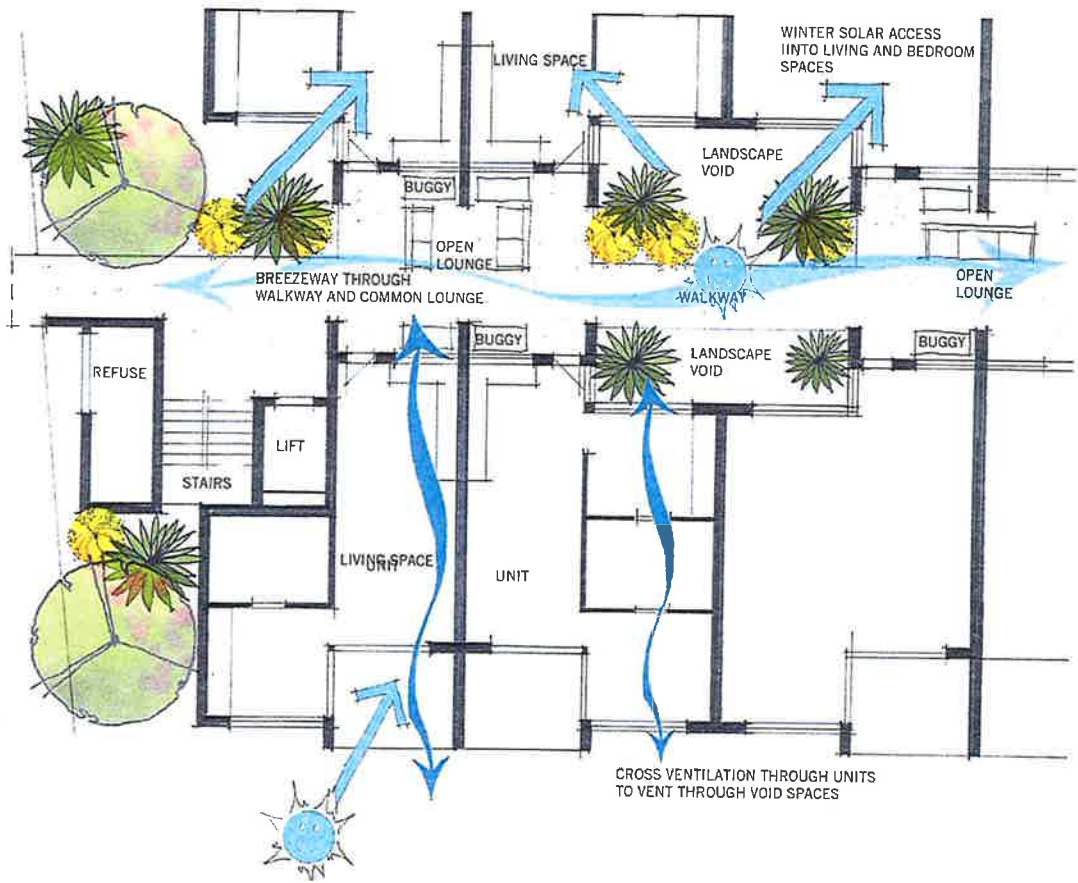 WINTER SOLAR ACCESS
IINTO LIVING AND BEDROOM
SPACES
LIVING SPACE
LANDSCAPE
VOID
BUGGY
OPEN
LOUNGE
BREEZEWAY THROUGH
WALKWAY AND COMMON LOUNGE
WALKWAY
OPEN
LOUNGE
REFUSE
BUGGY
LANDSCAPE
VOID
BUGGY
LIFT
STAIRS
LIVING SPACE
UNIT
UNIT
CROSS VENTILATION THROUGH UNITS
TO VENT THROUGH VOID SPACES